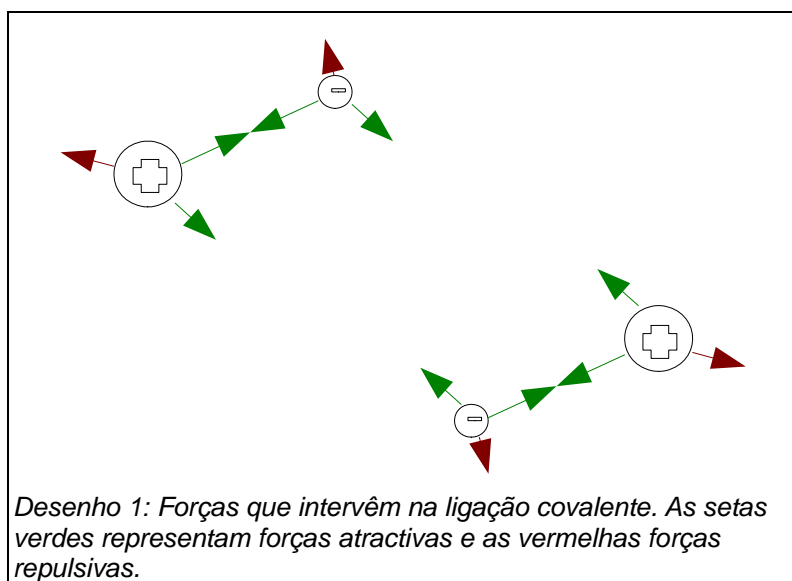 Desenho 1: Forças que intervêm na ligação covalente. As setas
verdes representam forças atractivas e as vermelhas forças
repulsivas.